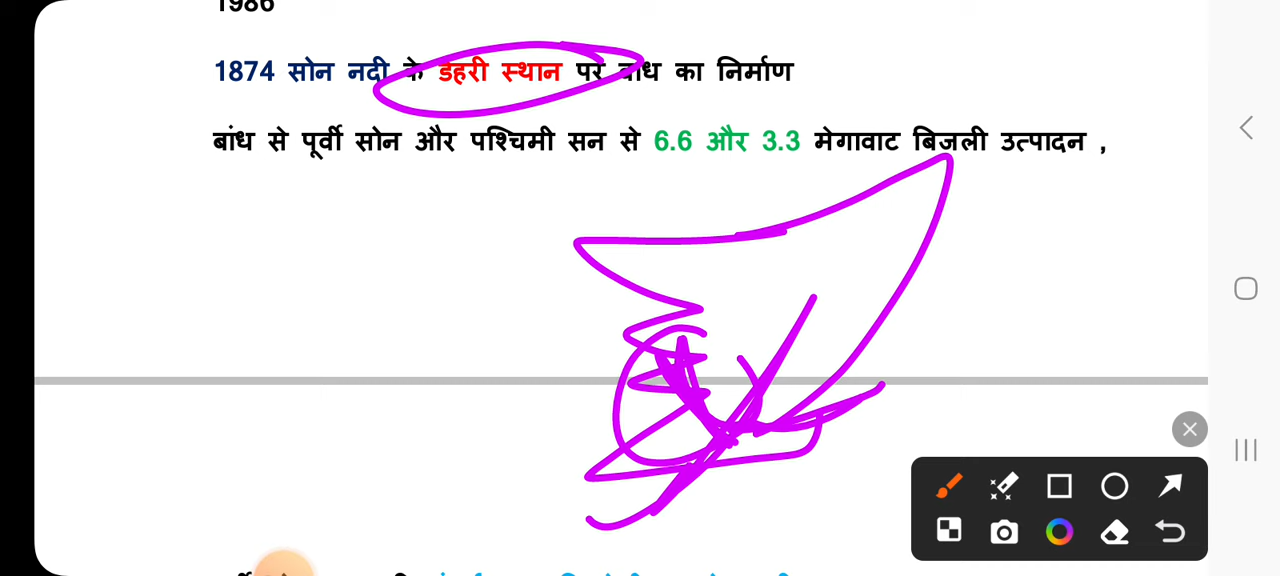 1986
1874 सोन नदी के डेहरी स्थान पर बांध का निर्माण
बांध से पूर्वी सोन और पश्चिमी सन से 6.6 और 3.3 मेगावाट बिजली उत्पादन ,